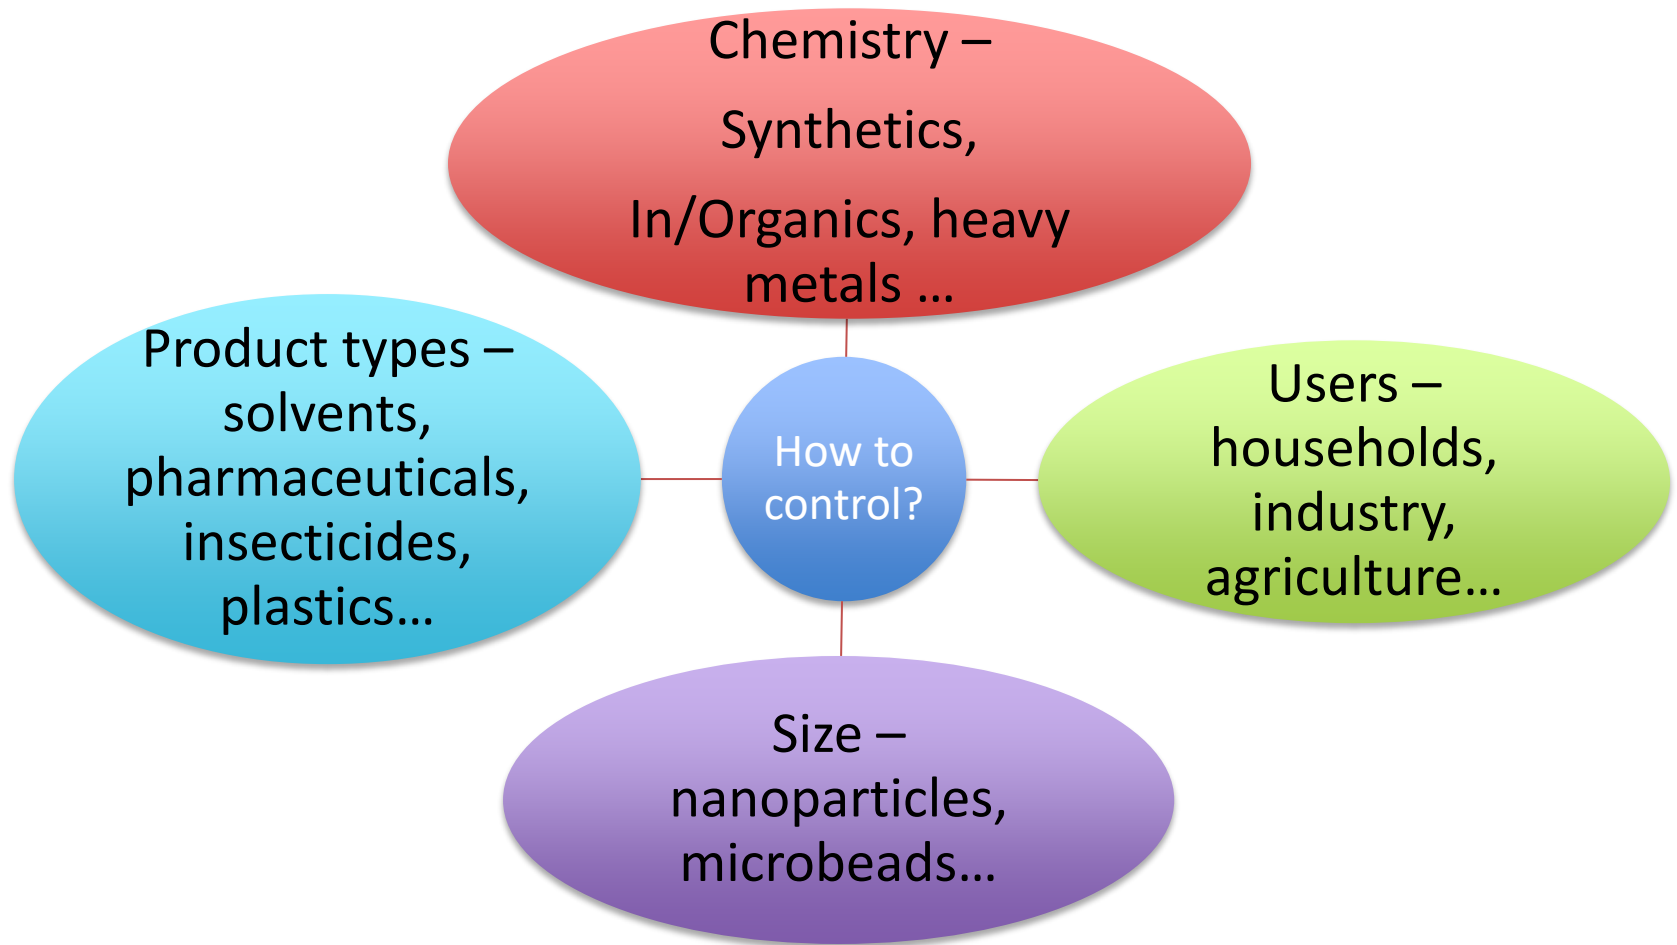 Chemistry –
Synthetics,
In/Organics, heavy
metals ...
Product types –
solvents,
pharmaceuticals,
insecticides,
plastics...
How to
control?
Users –
households,
industry,
agriculture...
Size –
nanoparticles,
microbeads...